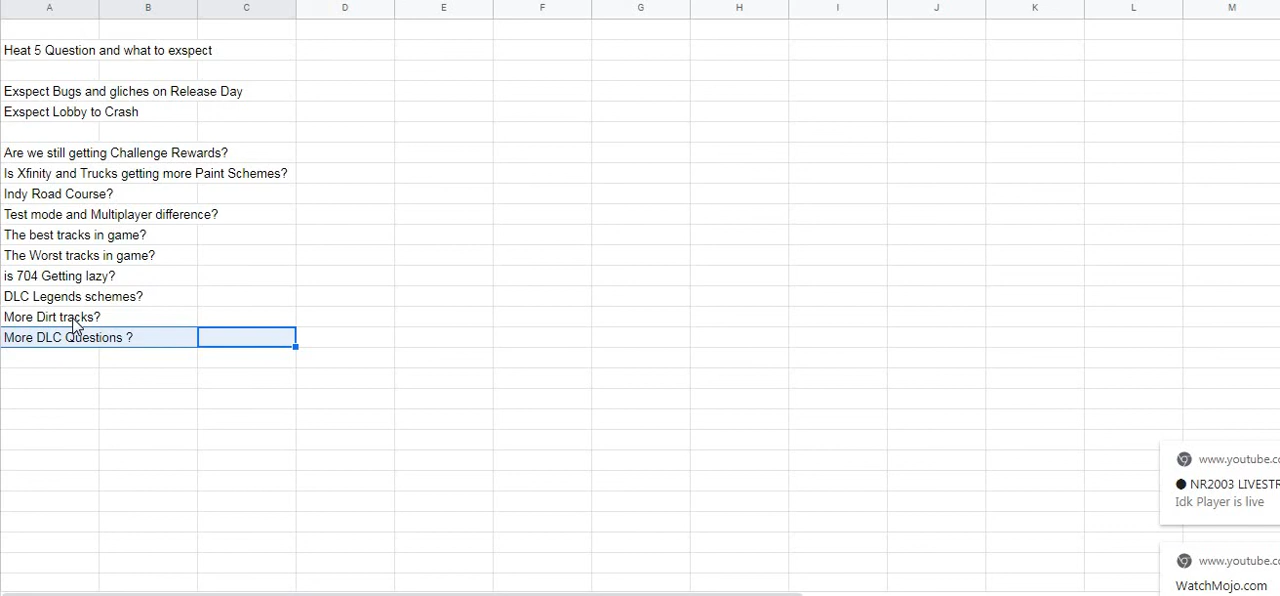 A B C D E F G H I J K L M
Heat 5 Question and what to exspect
Exspect Bugs and gliches on Release Day
Exspect Lobby to Crash
Are we still getting Challenge Rewards?
Is Xfinity and Trucks getting more Paint Schemes?
Indy Road Course?
Test mode and Multiplayer difference?
The best tracks in game?
The Worst tracks in game?
is 704 Getting lazy?
DLC Legends schemes?
More Dirt tracks?
More DLC Questions ?
www.youtube.co
NR2003 LIVESTR
Idk Player is live
www.youtube.co
WatchMojo.com